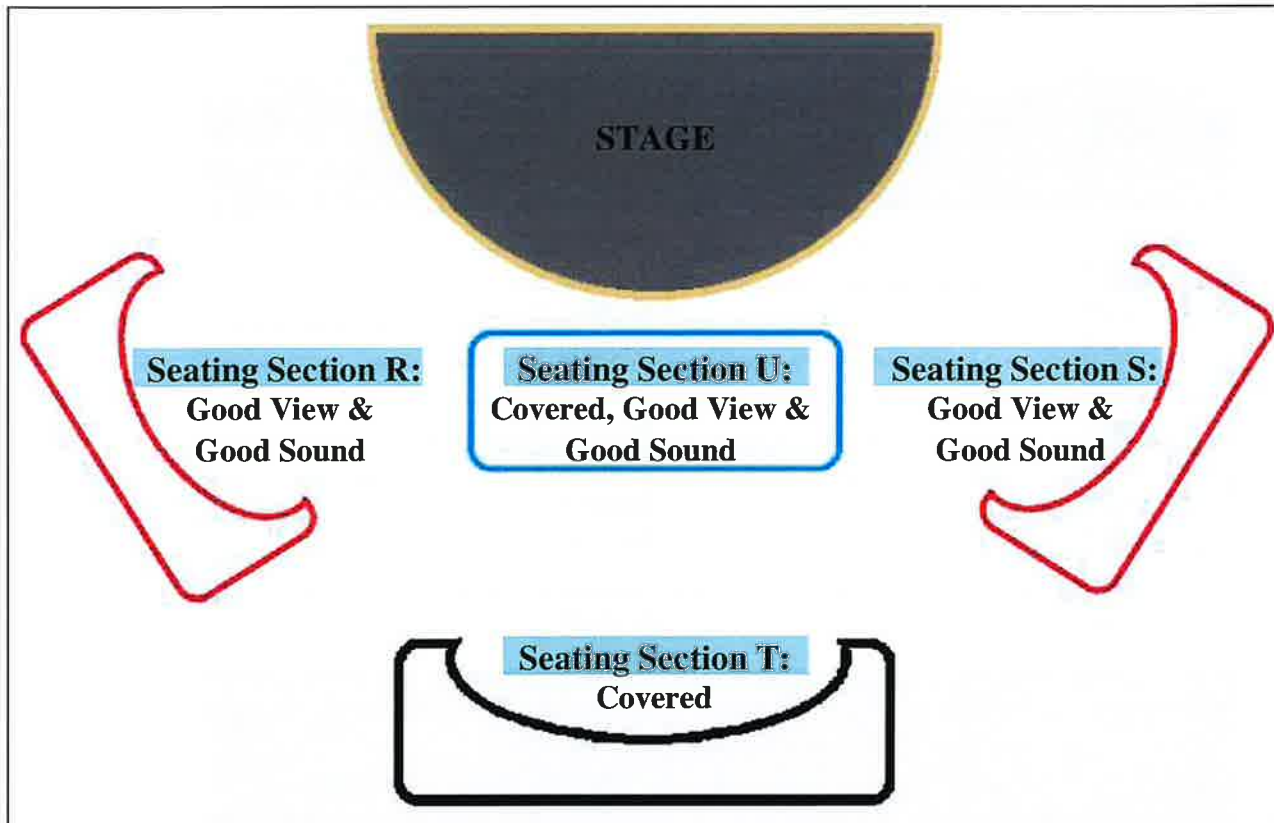 STAGE
Seating Section R:
Good View &
Good Sound
Seating Section U:
Covered, Good View &
Good Sound
Seating Section S:
Good View &
Good Sound
Seating Section T:
Covered